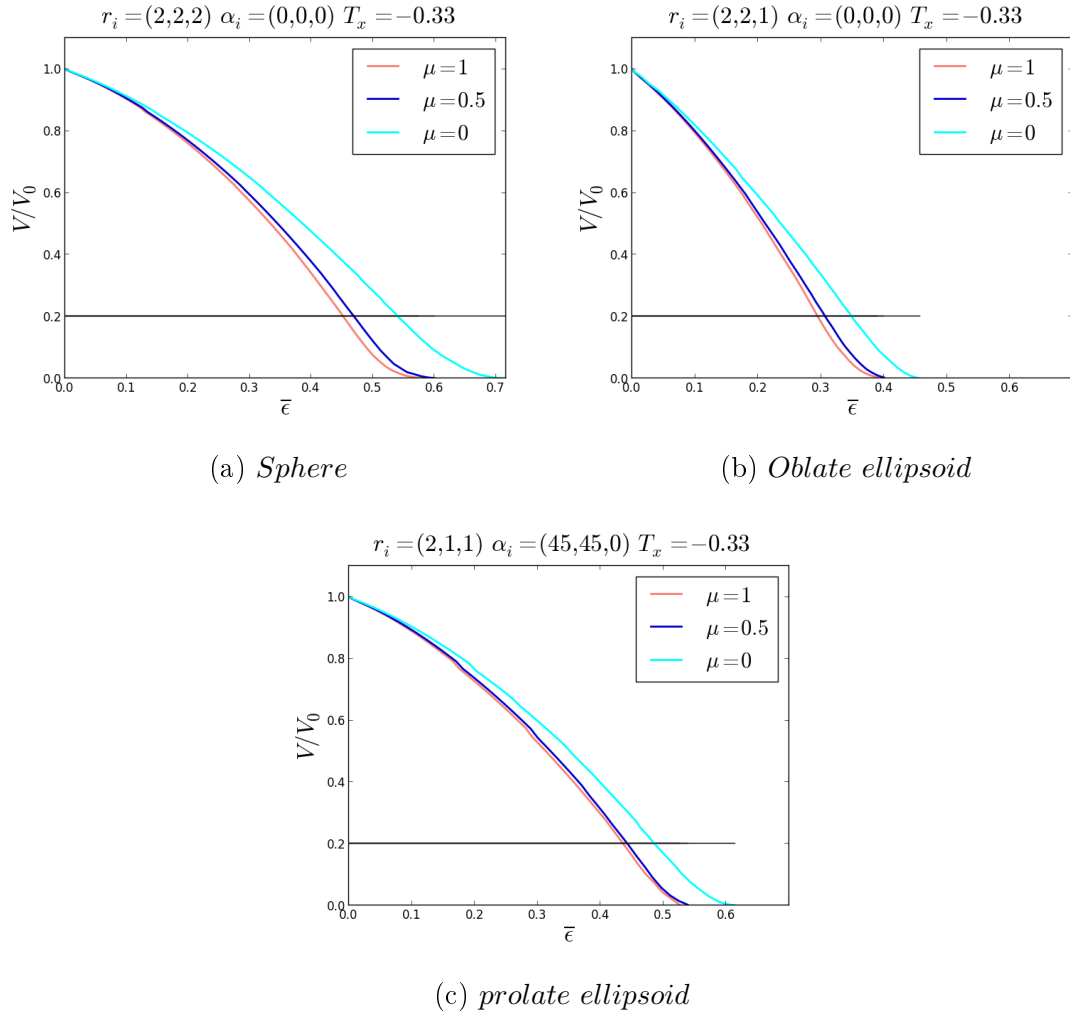 r_i=(2,2,2) α_i=(0,0,0) T_x=−0.33
V/V_0
1.0
0.8
0.6
0.4
0.2
0.0
μ=1
μ=0.5
μ=0
0.0 0.1 0.2 0.3 0.4 0.5 0.6 0.7
ε̅
(a) Sphere
r_i=(2,2,1) α_i=(0,0,0) T_x=−0.33
V/V_0
1.0
0.8
0.6
0.4
0.2
0.0
μ=1
μ=0.5
μ=0
0.0 0.1 0.2 0.3 0.4 0.5 0.6
ε̅
(b) Oblate ellipsoid
r_i=(2,1,1) α_i=(45,45,0) T_x=−0.33
V/V_0
1.0
0.8
0.6
0.4
0.2
0.0
μ=1
μ=0.5
μ=0
0.0 0.1 0.2 0.3 0.4 0.5 0.6
ε̅
(c) prolate ellipsoid